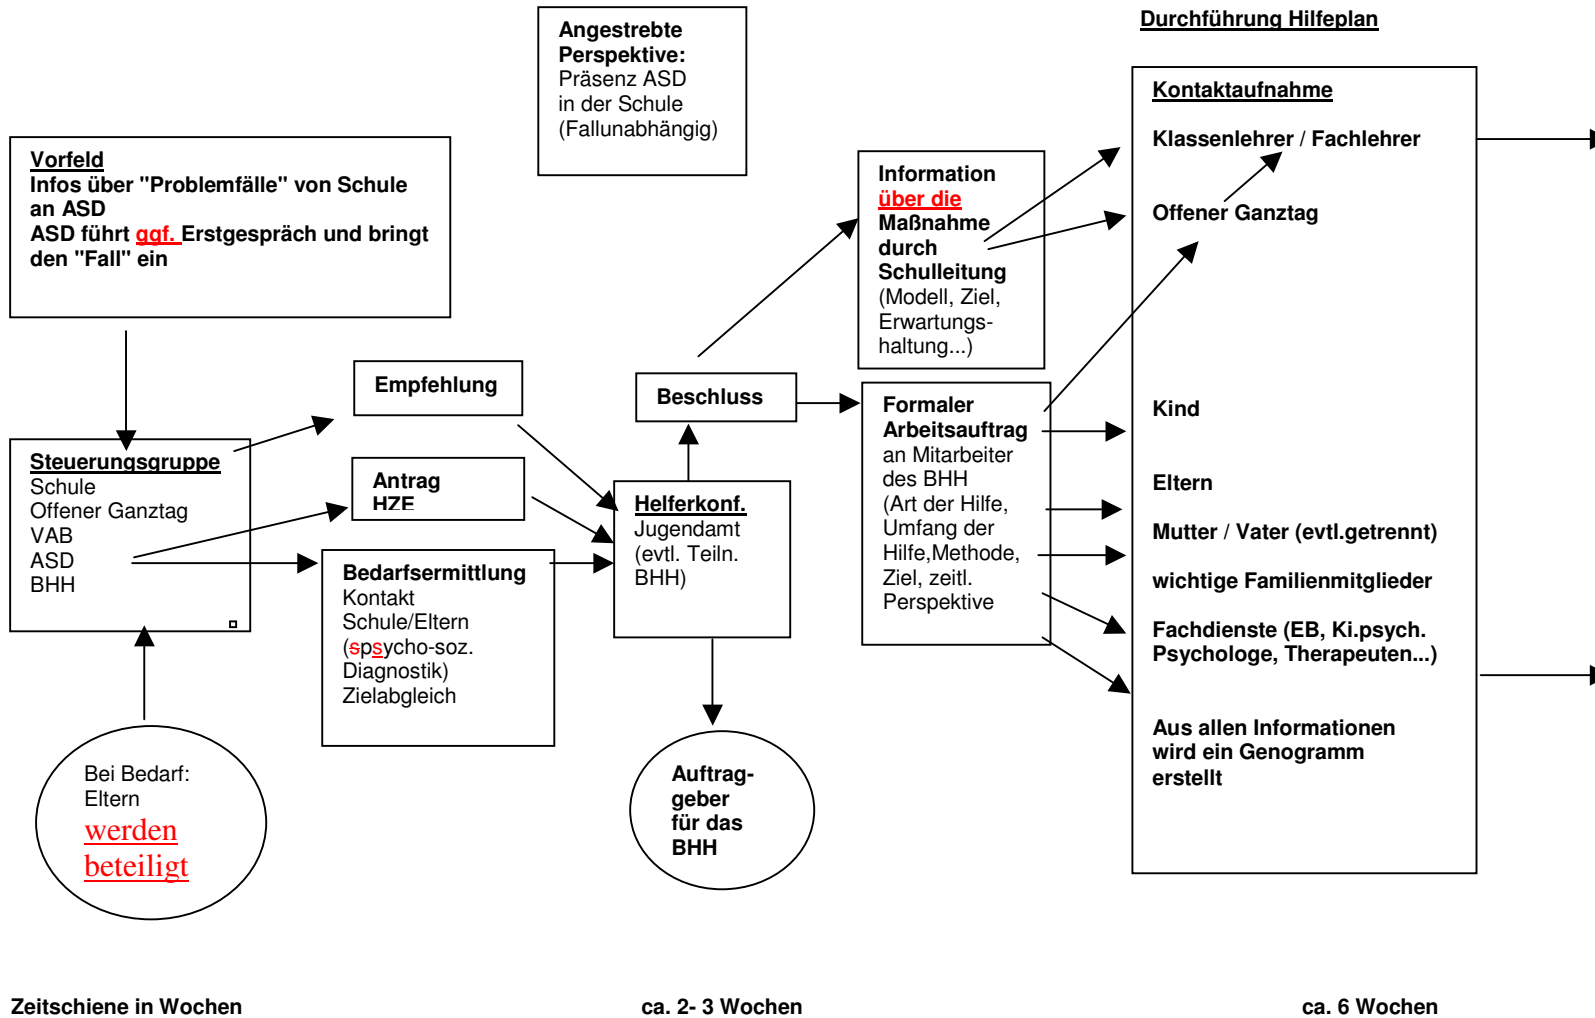 Durchführung Hilfeplan
Angestrebte
Perspektive:
Präsenz ASD
in der Schule
(Fallunabhängig)
Vorfeld
Infos über "Problemfälle" von Schule
an ASD
ASD führt ggf. Erstgespräch und bringt
den "Fall" ein
Steuerungsgruppe
Schule
Offener Ganztag
VAB
ASD
BHH
Bei Bedarf:
Eltern
werden
beteiligt
Empfehlung
Antrag
HZE
Bedarfsermittlung
Kontakt
Schule/Eltern
(spsycho-soz.
Diagnostik)
Zielabgleich
Beschluss
Helferkonf.
Jugendamt
(evtl. Teiln.
BHH)
Auftrag-
geber
für das
BHH
Information
über die
Maßnahme
durch
Schulleitung
(Modell, Ziel,
Erwartungs-
haltung...)
Formaler
Arbeitsauftrag
an Mitarbeiter
des BHH
(Art der Hilfe,
Umfang der
Hilfe,Methode,
Ziel, zeitl.
Perspektive
Kontaktaufnahme
Klassenlehrer / Fachlehrer
Offener Ganztag
Kind
Eltern
Mutter / Vater (evtl.getrennt)
wichtige Familienmitglieder
Fachdienste (EB, Ki.psych.
Psychologe, Therapeuten...)
Aus allen Informationen
wird ein Genogramm
erstellt
Zeitschiene in Wochen
ca. 2- 3 Wochen
ca. 6 Wochen